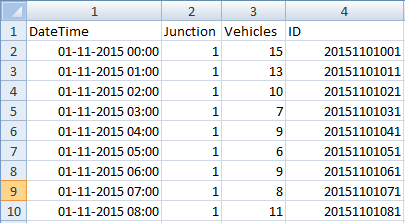 1 2 3 4
1 DateTime Junction Vehicles ID
2 01-11-2015 00:00 1 15 20151101001
3 01-11-2015 01:00 1 13 20151101011
4 01-11-2015 02:00 1 10 20151101021
5 01-11-2015 03:00 1 7 20151101031
6 01-11-2015 04:00 1 9 20151101041
7 01-11-2015 05:00 1 6 20151101051
8 01-11-2015 06:00 1 9 20151101061
9 01-11-2015 07:00 1 8 20151101071
10 01-11-2015 08:00 1 11 20151101081